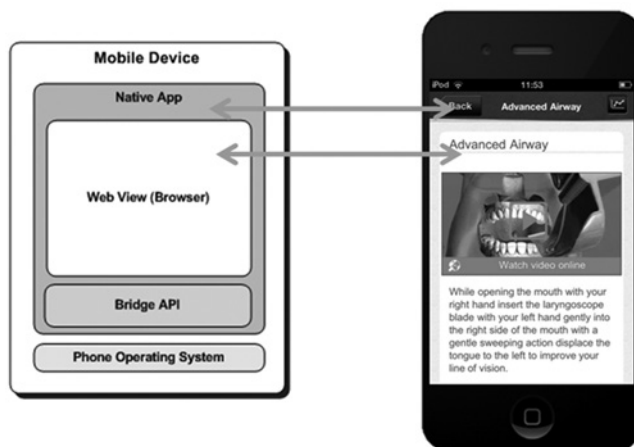 Mobile Device
Native App
Web View (Browser)
Bridge API
Phone Operating System
iPod 11:53
Back Advanced Airway
Advanced Airway
Watch video online
While opening the mouth with your
right hand insert the laryngoscope
blade with your left hand gently into
the right side of the mouth with a
gentle sweeping action displace the
tongue to the left to improve your
line of vision.